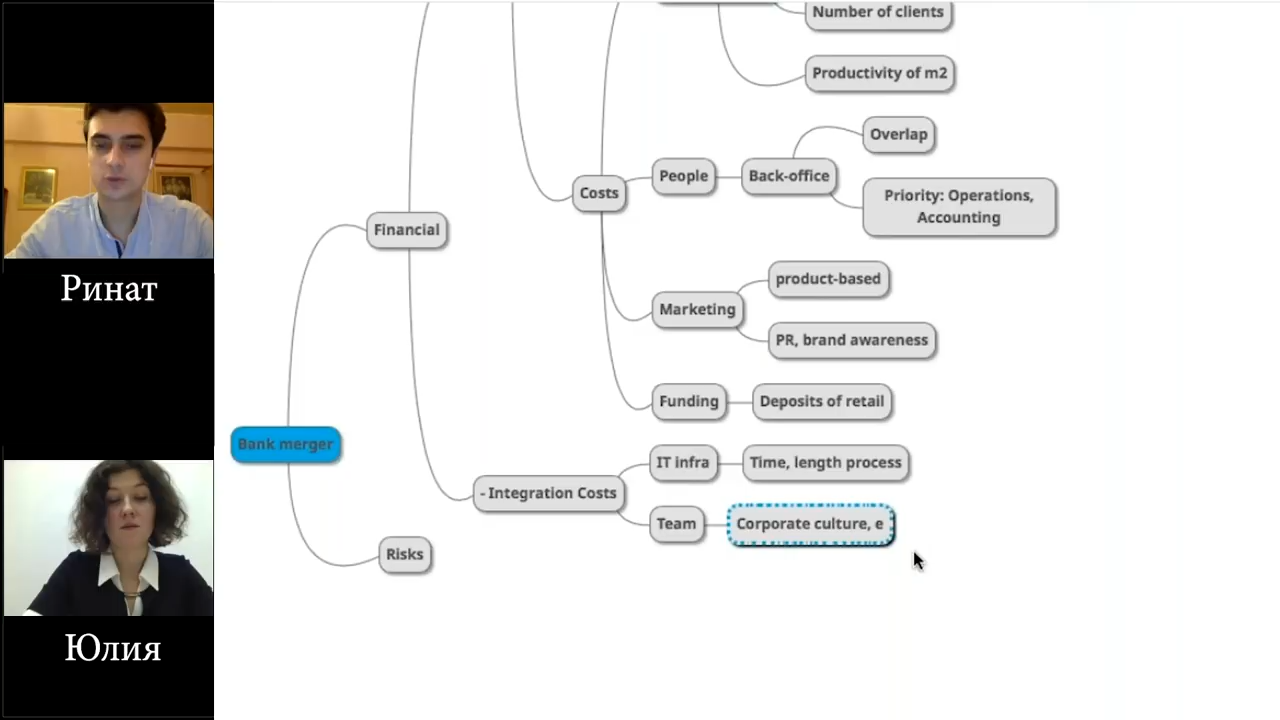 Number of clients
Productivity of m2
Overlap
Costs
People
Back-office
Priority: Operations,
Accounting
Financial
product-based
Marketing
PR, brand awareness
Ринат
Funding
Deposits of retail
Bank merger
IT infra
Time, length process
- Integration Costs
Team
Corporate culture, e
Risks
Юлия